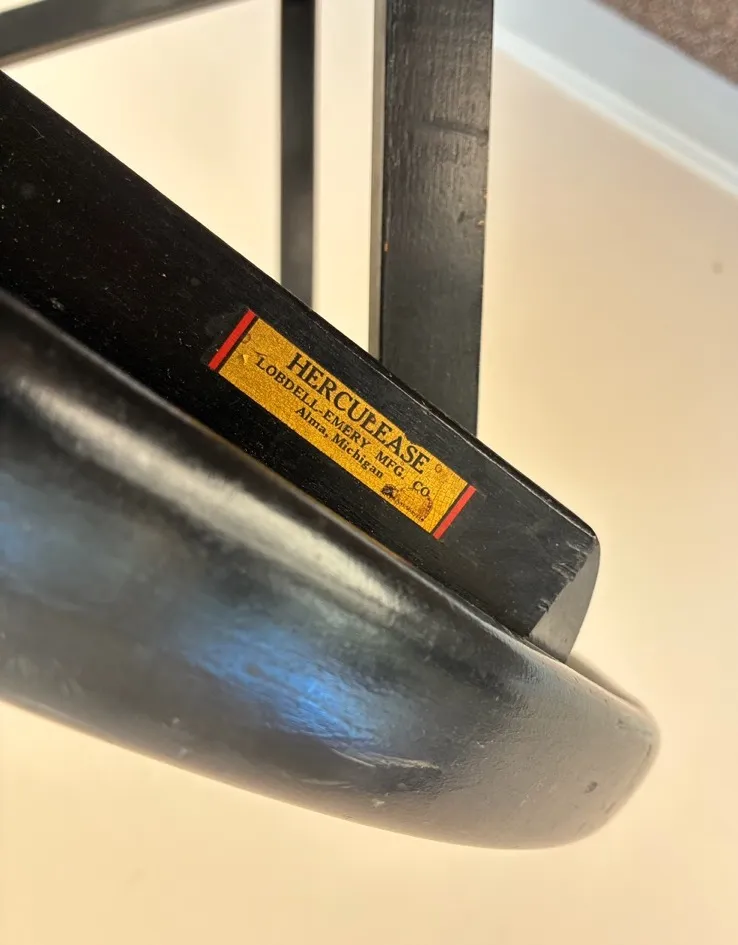 HERCULEASE
LOBDELL-EMERY MFG. CO.
Alma, Michigan